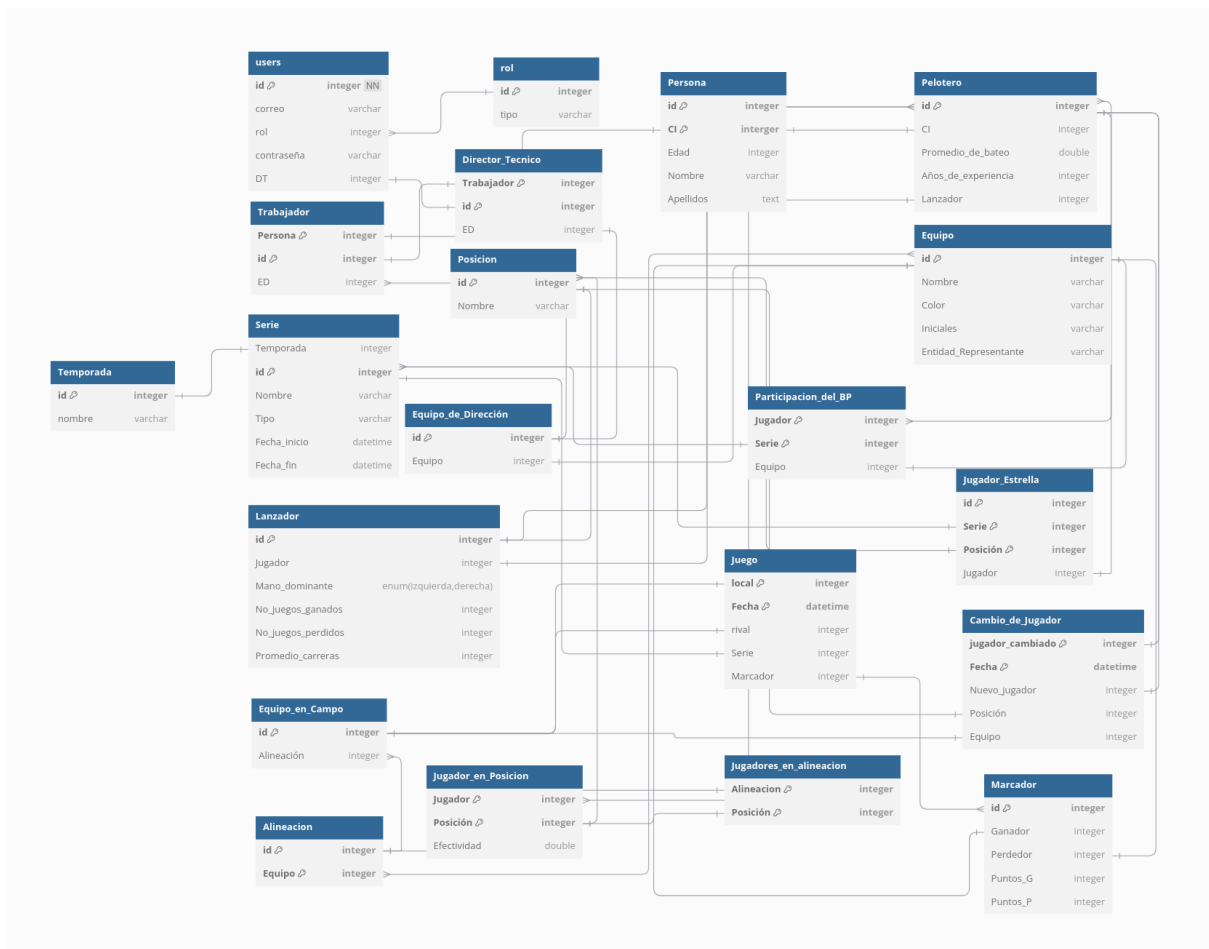 users
id integer NN
correo varchar
rol integer
contraseña varchar
DT integer
rol
id integer
tipo varchar
Persona
id integer
CI interger
Edad integer
Nombre varchar
Apellidos text
Pelotero
id integer
CI integer
Promedio_de_bateo double
Años_de_experiencia integer
Lanzador integer
Director_Tecnico
Trabajador integer
id integer
ED integer
Trabajador
Persona integer
id integer
ED integer
Posicion
id integer
Nombre varchar
Equipo
id integer
Nombre varchar
Color varchar
Iniciales varchar
Entidad_Representante varchar
Serie
Temporada integer
id integer
Nombre varchar
Tipo varchar
Fecha_inicio datetime
Fecha_fin datetime
Temporada
id integer
nombre varchar
Equipo_de_Dirección
id integer
Equipo integer
Participacion_del_BP
Jugador integer
Serie integer
Equipo integer
Jugador_Estrella
id integer
Serie integer
Posición integer
Jugador integer
Lanzador
id integer
Jugador integer
Mano_dominante enum(izquierda,derecha)
No_juegos_ganados integer
No_juegos_perdidos integer
Promedio_carreras integer
Juego
local integer
Fecha datetime
rival integer
Serie integer
Marcador integer
Cambio_de_Jugador
jugador_cambiado integer
Fecha datetime
Nuevo_jugador integer
Posición integer
Equipo integer
Equipo_en_Campo
id integer
Alineación integer
Jugador_en_Posicion
Jugador integer
Posición integer
Efectividad double
Jugadores_en_alineacion
Alineacion integer
Posición integer
Marcador
id integer
Ganador integer
Perdedor integer
Puntos_G integer
Puntos_P integer
Alineacion
id integer
Equipo integer